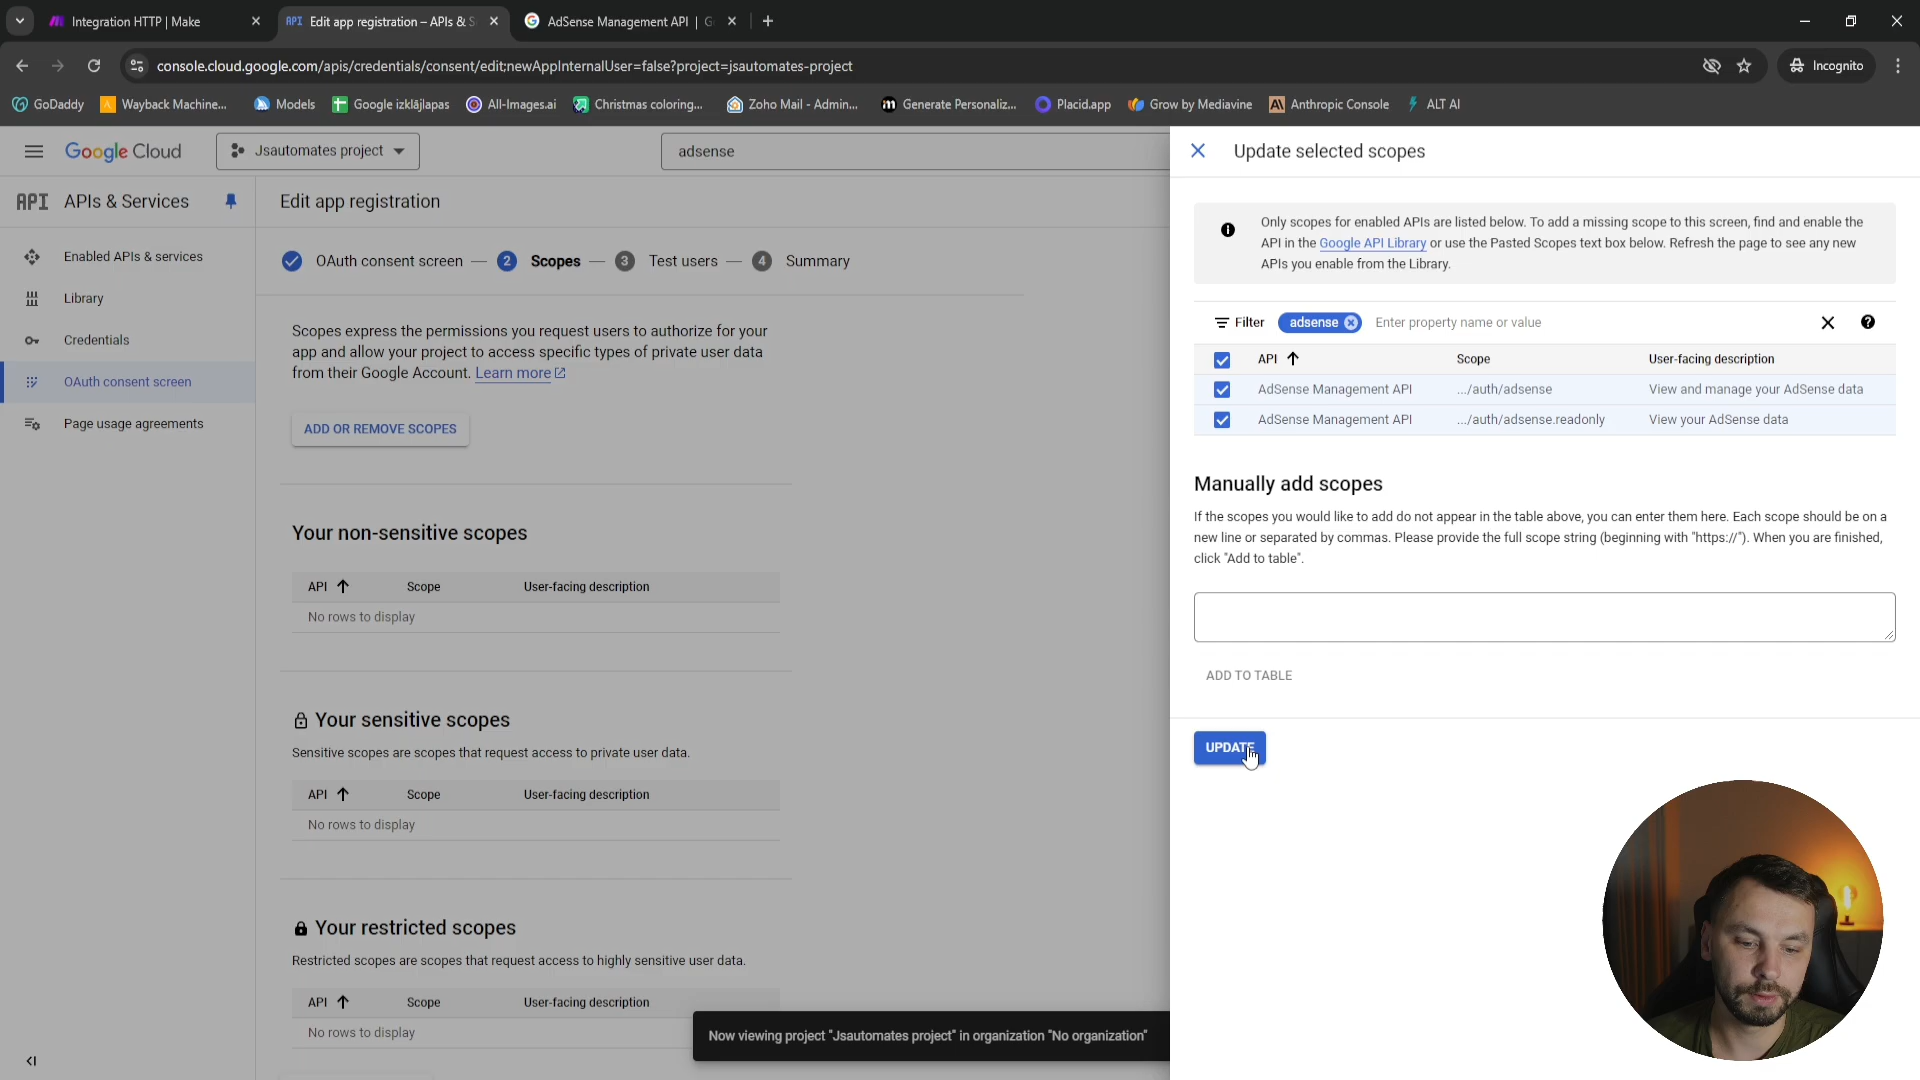 Integration HTTP | Make
Edit app registration – APIs & S
AdSense Management API | G
console.cloud.google.com/apis/credentials/consent/edit;newAppInternalUser=false?project=jsautomates-project
Incognito
GoDaddy
Wayback Machine...
Models
Google izklājlapas
All-Images.ai
Christmas coloring...
Zoho Mail - Admin...
Generate Personaliz...
Placid.app
Grow by Mediavine
Anthropic Console
ALT AI
Google Cloud
Jsautomates project
adsense
Update selected scopes
API APIs & Services
Edit app registration
Enabled APIs & services
Library
Credentials
OAuth consent screen
Page usage agreements
OAuth consent screen — 2 Scopes — 3 Test users — 4 Summary
Scopes express the permissions you request users to authorize for your
app and allow your project to access specific types of private user data
from their Google Account. Learn more
ADD OR REMOVE SCOPES
Your non-sensitive scopes
API Scope User-facing description
No rows to display
Your sensitive scopes
Sensitive scopes are scopes that request access to private user data.
API Scope User-facing description
No rows to display
Your restricted scopes
Restricted scopes are scopes that request access to highly sensitive user data.
API Scope User-facing description
No rows to display
Now viewing project "Jsautomates project" in organization "No organization"
Only scopes for enabled APIs are listed below. To add a missing scope to this screen, find and enable the
API in the Google API Library or use the Pasted Scopes text box below. Refresh the page to see any new
APIs you enable from the Library.
Filter adsense Enter property name or value
API Scope User-facing description
AdSense Management API .../auth/adsense View and manage your AdSense data
AdSense Management API .../auth/adsense.readonly View your AdSense data
Manually add scopes
If the scopes you would like to add do not appear in the table above, you can enter them here. Each scope should be on a
new line or separated by commas. Please provide the full scope string (beginning with "https://"). When you are finished,
click "Add to table".
ADD TO TABLE
UPDATE